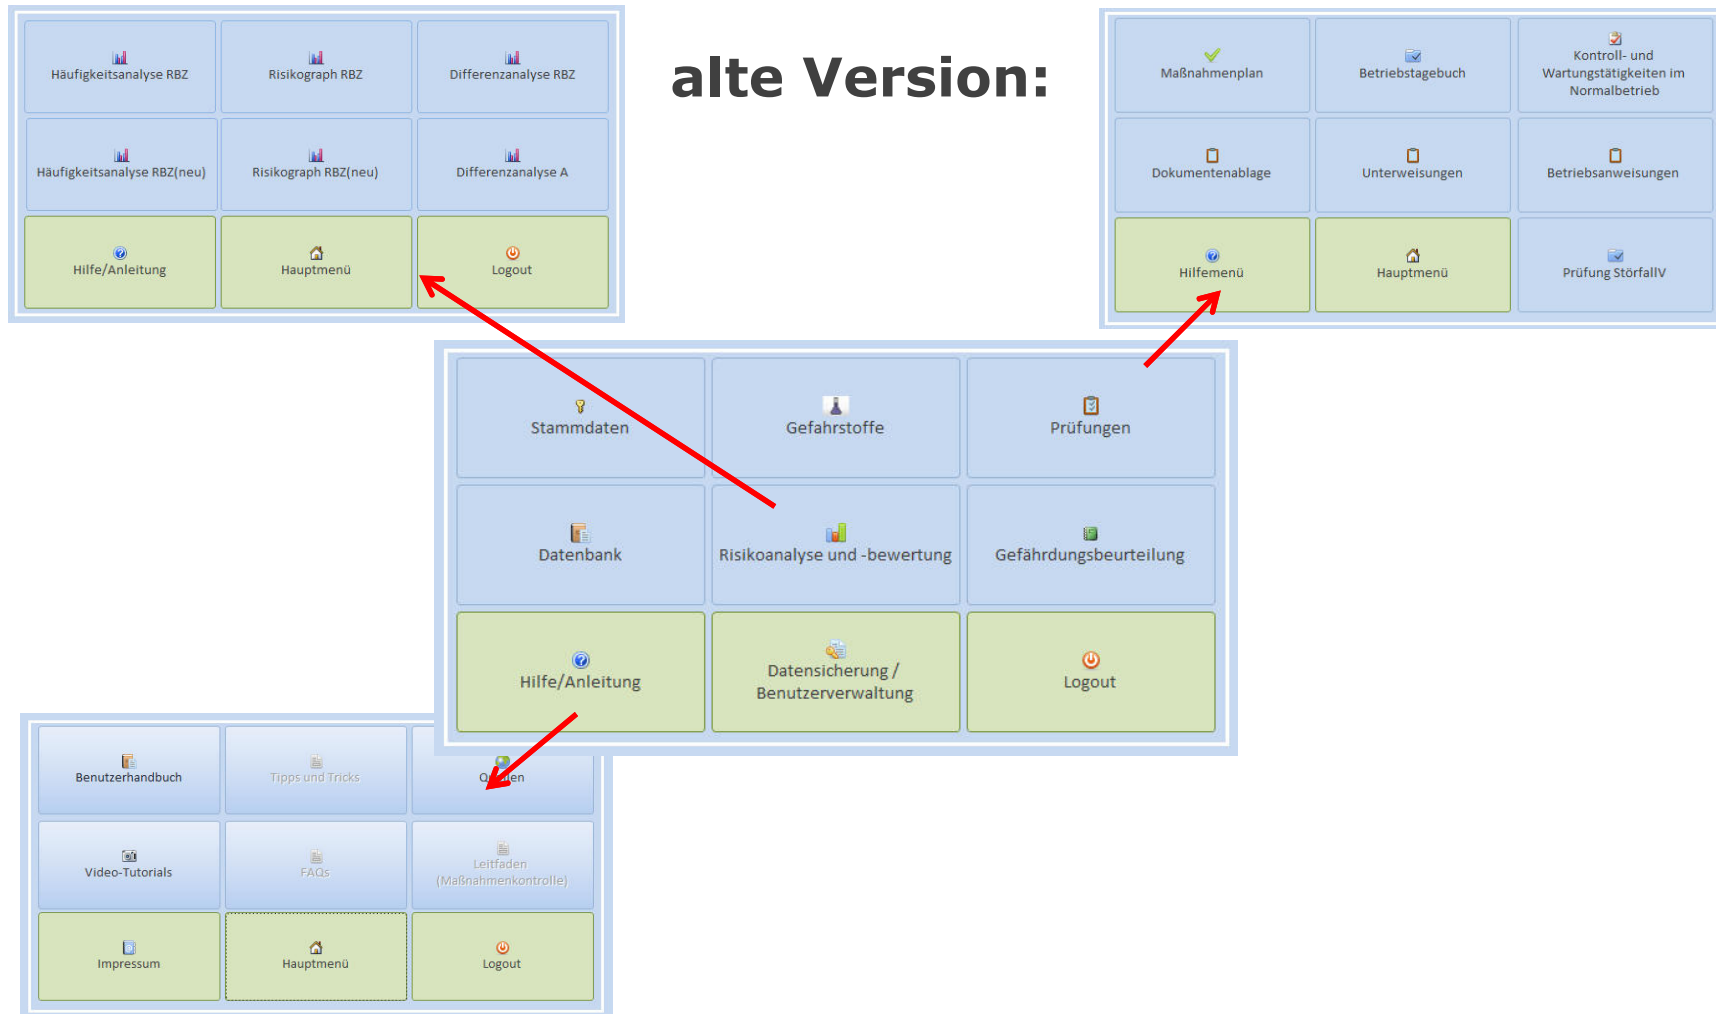 alte Version:
Häufigkeitsanalyse RBZ
Risikograph RBZ
Differenzanalyse RBZ
Häufigkeitsanalyse RBZ(neu)
Risikograph RBZ(neu)
Differenzanalyse A
Hilfe/Anleitung
Hauptmenü
Logout
Maßnahmenplan
Betriebstagebuch
Kontroll- und
Wartungstätigkeiten im
Normalbetrieb
Dokumentenablage
Unterweisungen
Betriebsanweisungen
Hilfemenü
Hauptmenü
Prüfung StörfallV
Stammdaten
Gefahrstoffe
Prüfungen
Datenbank
Risikoanalyse und -bewertung
Gefährdungsbeurteilung
Hilfe/Anleitung
Datensicherung /
Benutzerverwaltung
Logout
Benutzerhandbuch
Tipps und Tricks
Quellen
Video-Tutorials
FAQs
Leitfaden
(Maßnahmenkontrolle)
Impressum
Hauptmenü
Logout